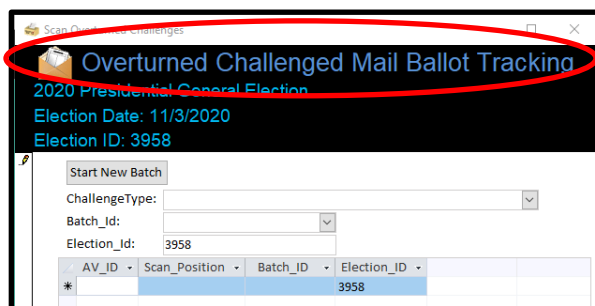 Scan Overturned Challenges
Overturned Challenged Mail Ballot Tracking
2020 Presidential General Election
Election Date: 11/3/2020
Election ID: 3958
Start New Batch
ChallengeType:
Batch_Id:
Election_Id: 3958
AV_ID Scan_Position Batch_ID Election_ID
3958